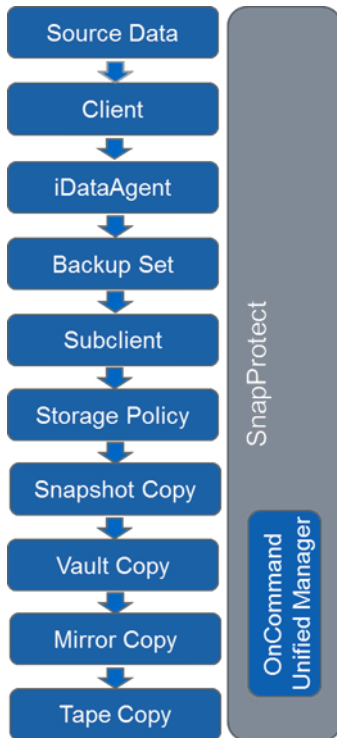 Source Data
Client
iDataAgent
Backup Set
Subclient
Storage Policy
Snapshot Copy
Vault Copy
Mirror Copy
Tape Copy
SnapProtect
OnCommand
Unified Manager